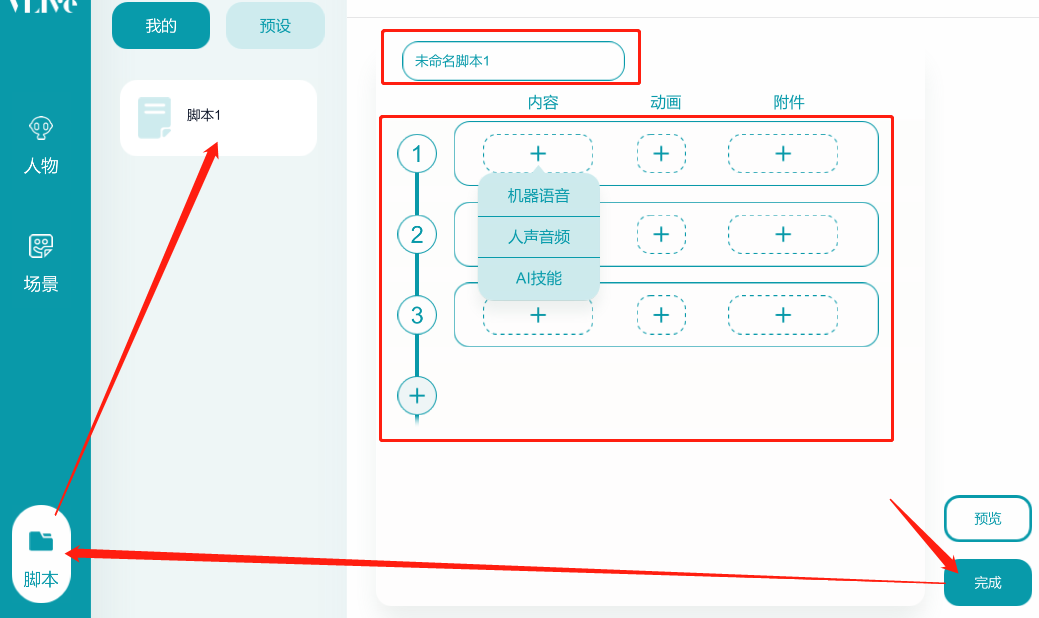 VLive
我的
预设
脚本1
人物
场景
脚本
未命名脚本1
内容 动画 附件
1
机器语音
2
人声音频
AI技能
3
预览
完成